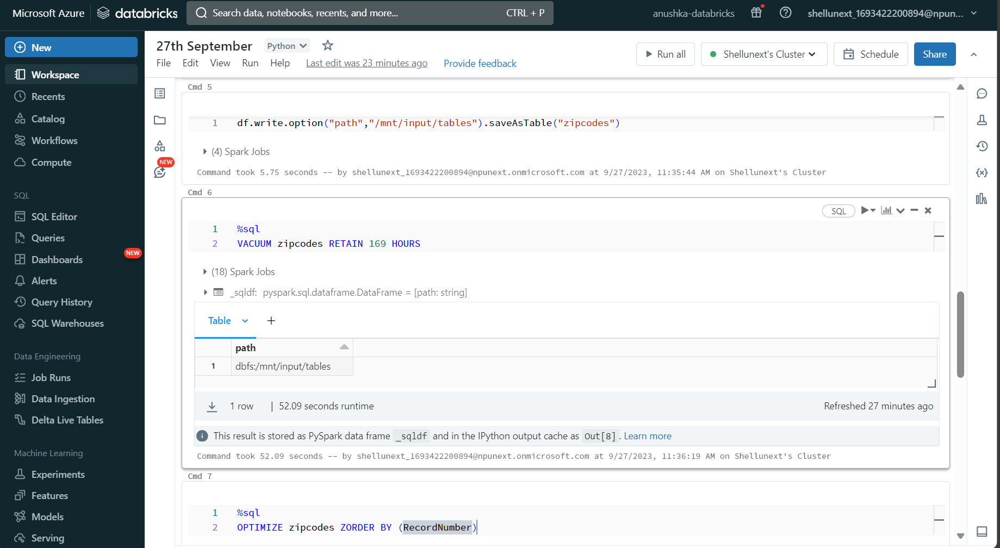 Microsoft Azure databricks Search data, notebooks, recents, and more... CTRL + P anushka-databricks shellunext_1693422200894@npun...
New
Workspace
Recents
Catalog
Workflows
Compute
SQL
SQL Editor
Queries
Dashboards NEW
Alerts
Query History
SQL Warehouses
Data Engineering
Job Runs
Data Ingestion
Delta Live Tables
Machine Learning
Experiments
Features
Models
Serving
27th September Python
File Edit View Run Help Last edit was 23 minutes ago Provide feedback
Run all Shellunext's Cluster Schedule Share
NEW
Cmd 5
1 df.write.option("path","/mnt/input/tables").saveAsTable("zipcodes")
(4) Spark Jobs
Command took 5.75 seconds -- by shellunext_1693422200894@npunext.onmicrosoft.com at 9/27/2023, 11:35:44 AM on Shellunext's Cluster
Cmd 6
SQL
1 %sql
2 VACUUM zipcodes RETAIN 169 HOURS
(18) Spark Jobs
_sqldf: pyspark.sql.dataframe.DataFrame = [path: string]
Table +
path
1 dbfs:/mnt/input/tables
1 row | 52.09 seconds runtime Refreshed 27 minutes ago
This result is stored as PySpark data frame _sqldf and in the IPython output cache as Out[8]. Learn more
Command took 52.09 seconds -- by shellunext_1693422200894@npunext.onmicrosoft.com at 9/27/2023, 11:36:19 AM on Shellunext's Cluster
Cmd 7
1 %sql
2 OPTIMIZE zipcodes ZORDER BY (RecordNumber)